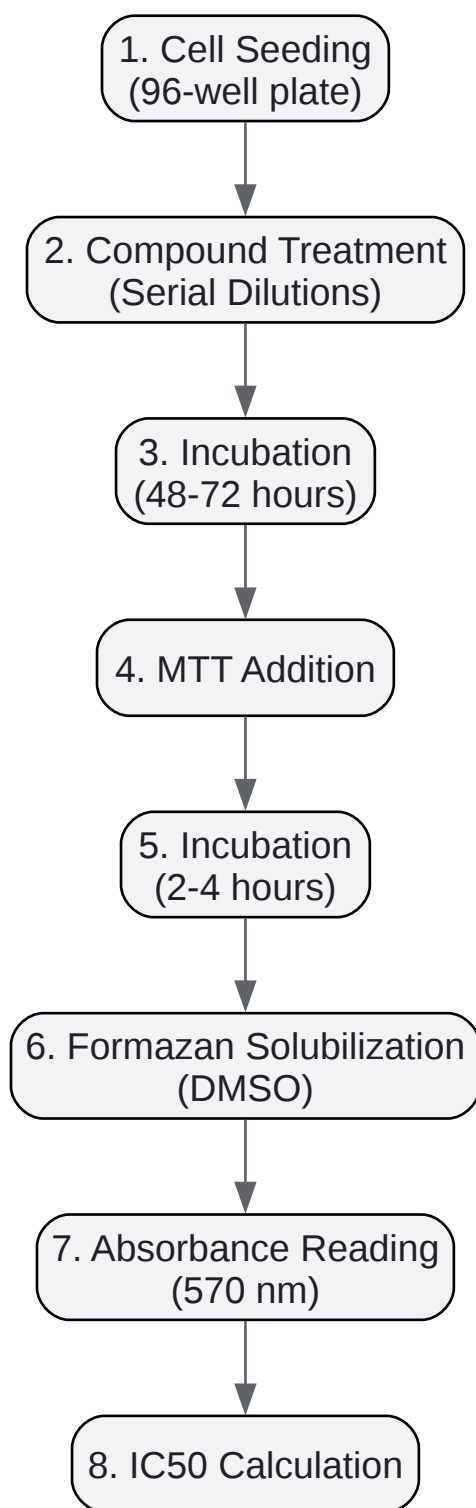 1. Cell Seeding
(96-well plate)
2. Compound Treatment
(Serial Dilutions)
3. Incubation
(48-72 hours)
4. MTT Addition
5. Incubation
(2-4 hours)
6. Formazan Solubilization
(DMSO)
7. Absorbance Reading
(570 nm)
8. IC50 Calculation